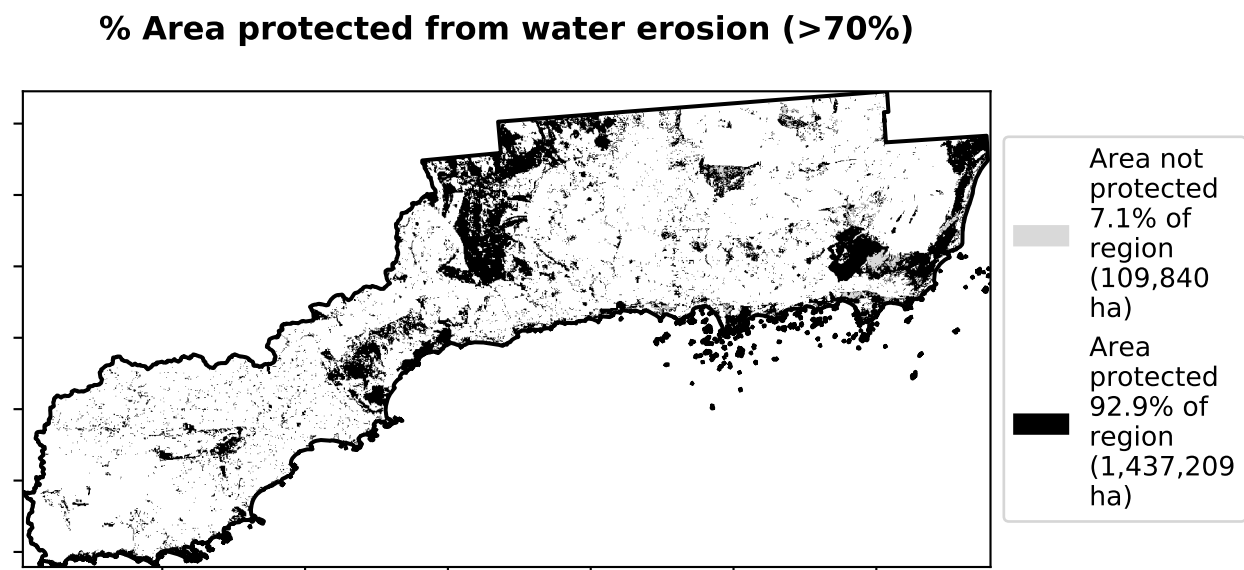 % Area protected from water erosion (>70%)
Area not
protected
7.1% of
region
(109,840
ha)
Area
protected
92.9% of
region
(1,437,209
ha)